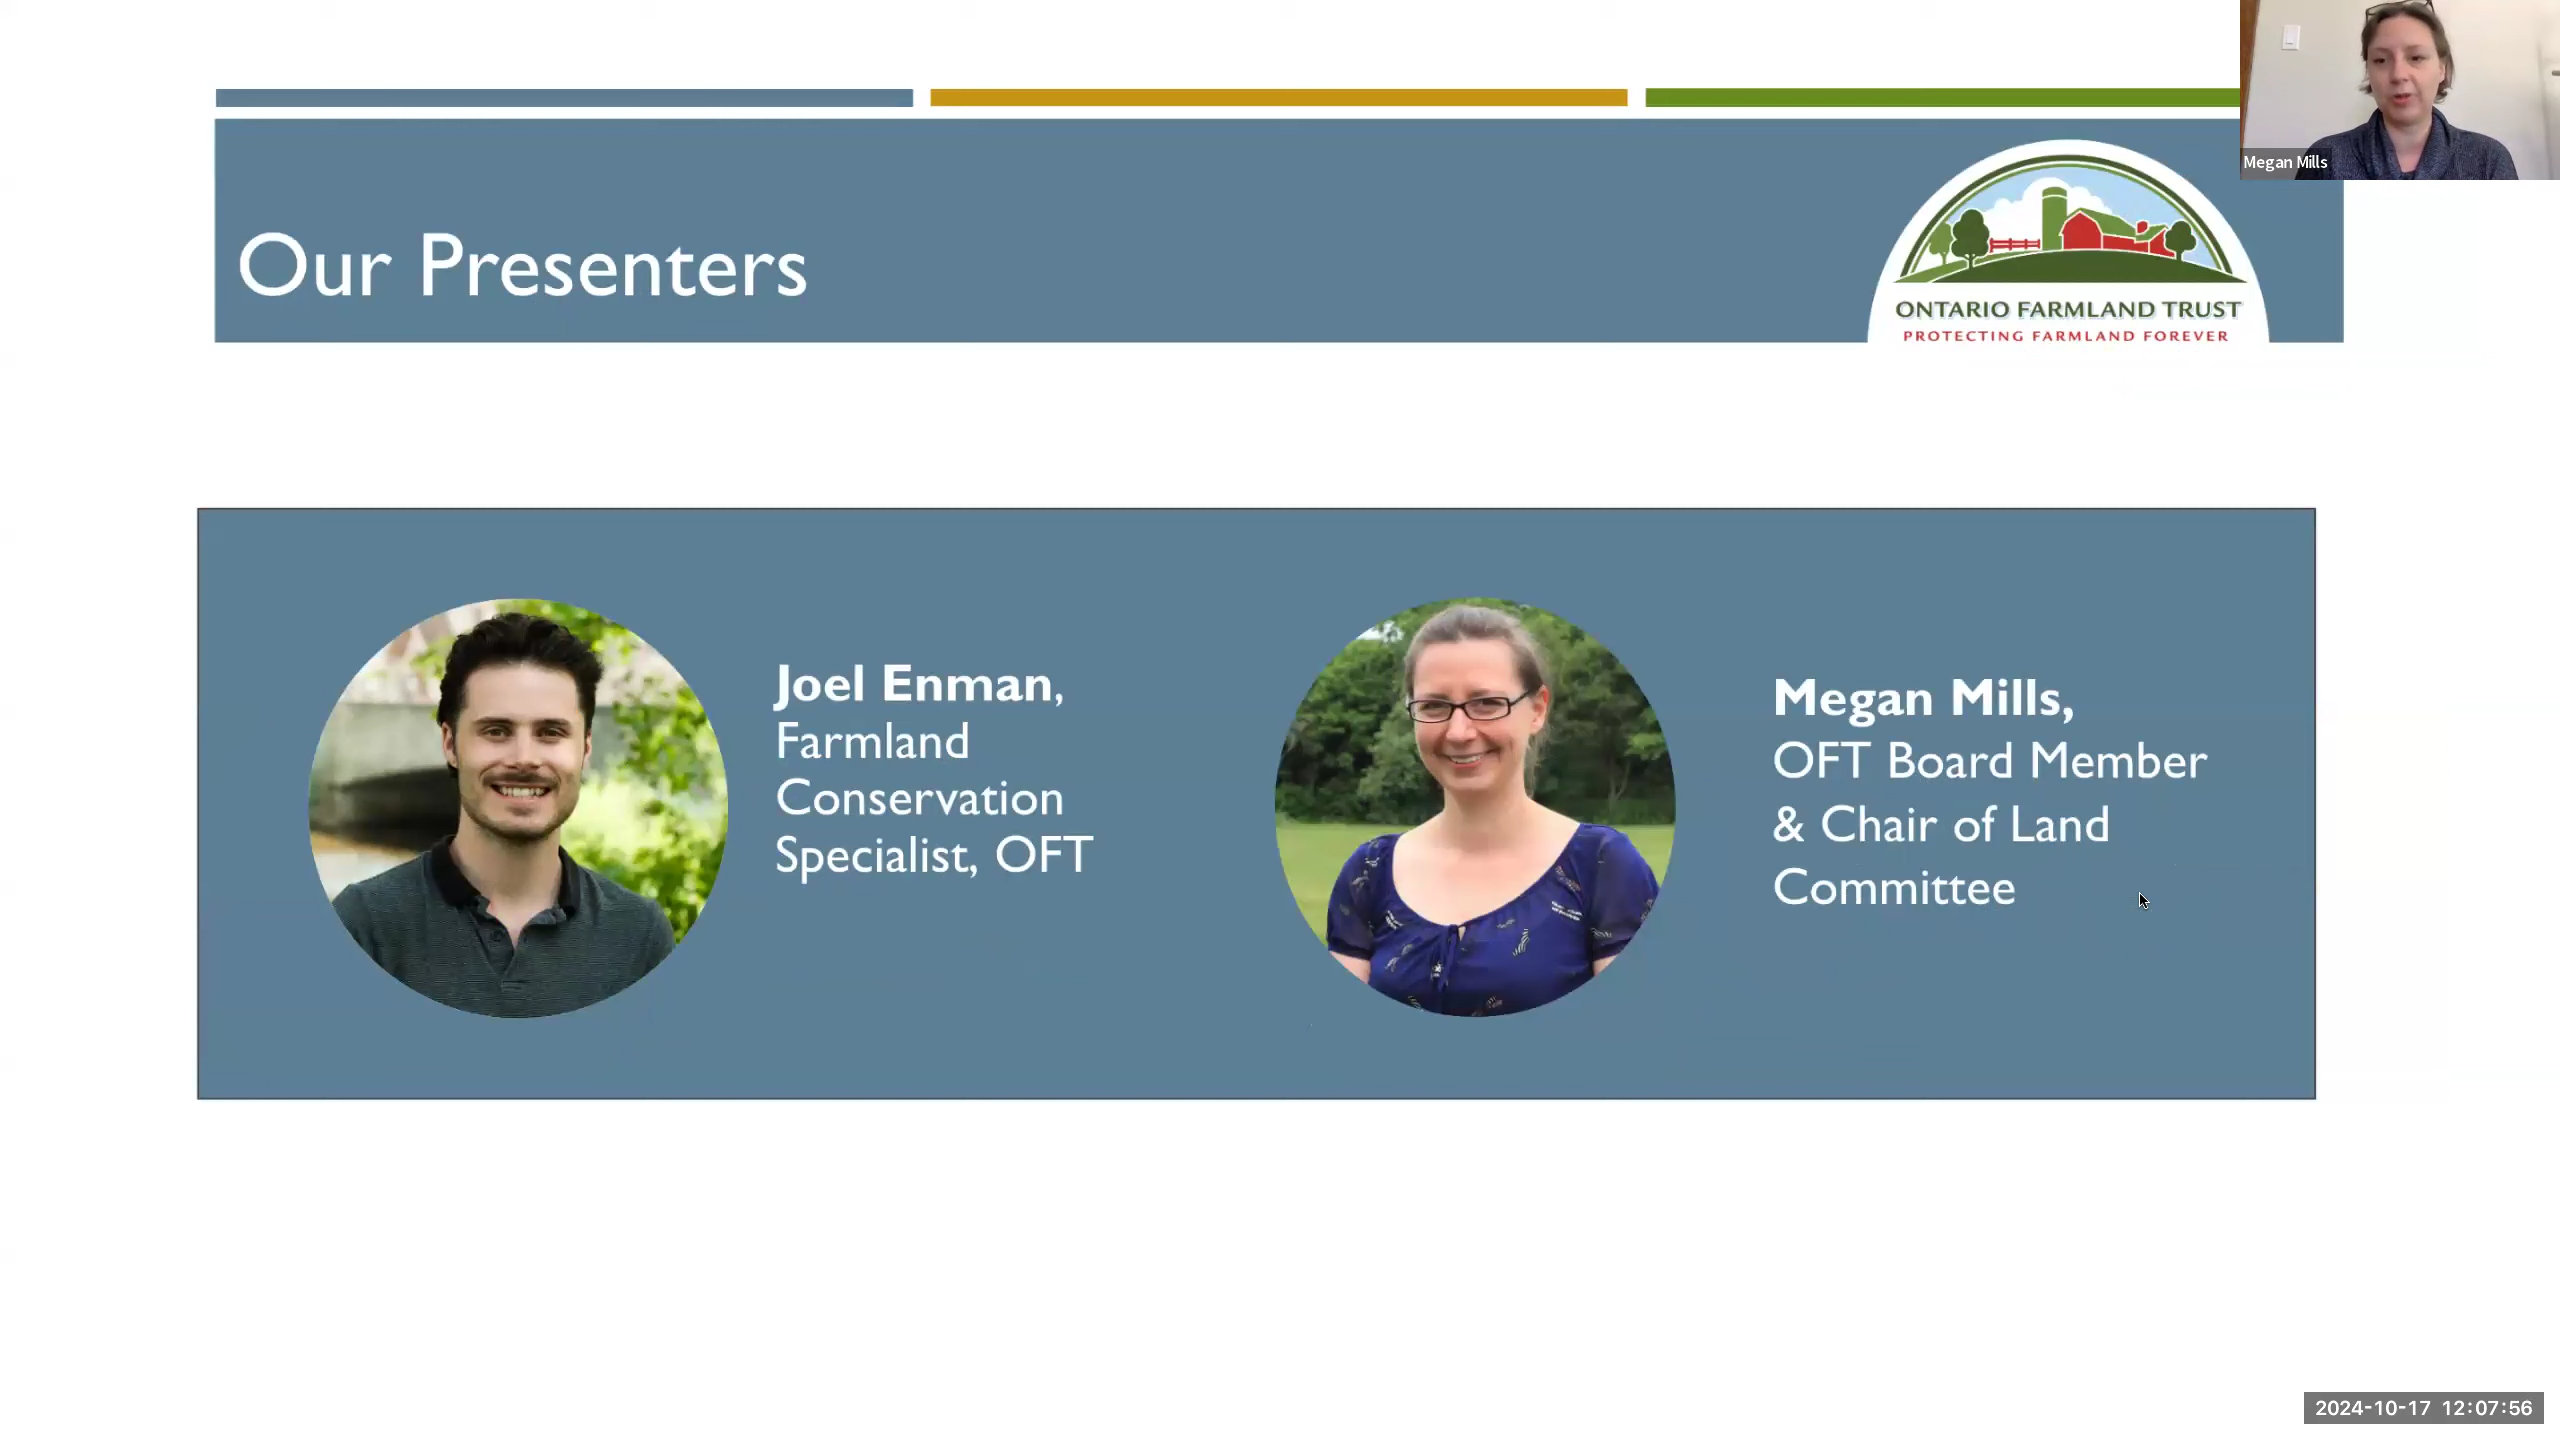 Megan Mills
Our Presenters
ONTARIO FARMLAND TRUST
PROTECTING FARMLAND FOREVER
Joel Enman,
Farmland
Conservation
Specialist, OFT
Megan Mills,
OFT Board Member
& Chair of Land
Committee
2024-10-17 12:07:56